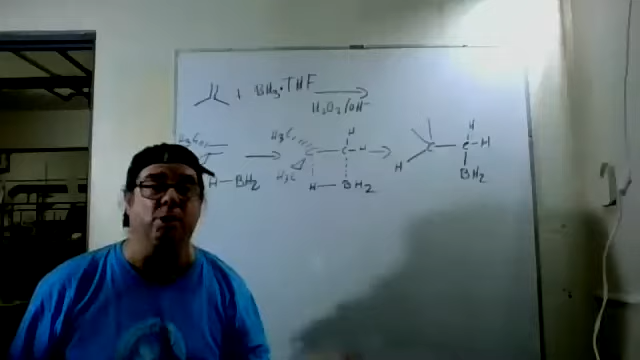 + BH3·THF
H2O2/OH-
H3C H3C C C H H
H3C H BH2
H BH2
C C H H
H BH2